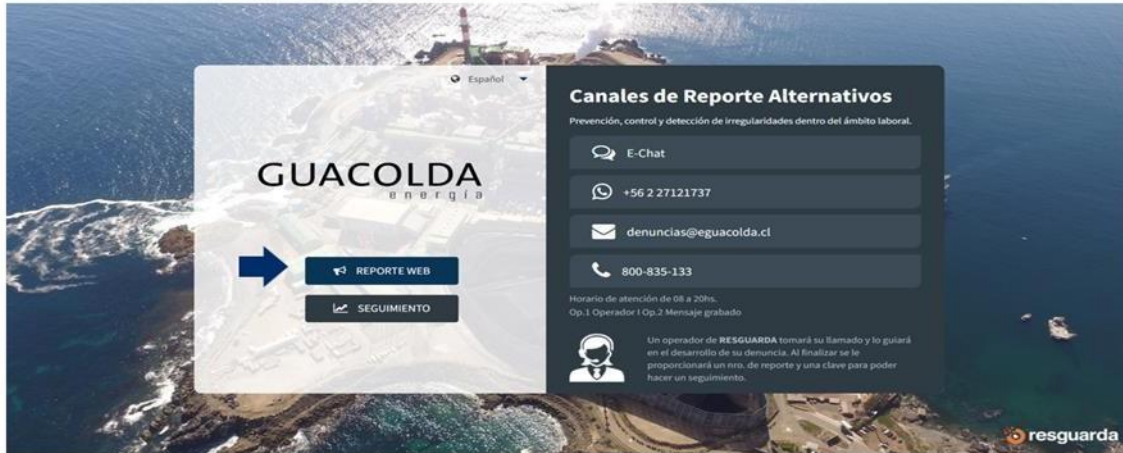 Español
GUACOLDA
energía
REPORTE WEB
SEGUIMIENTO
Canales de Reporte Alternativos
Prevención, control y detección de irregularidades dentro del ámbito laboral.
E-Chat
+56 2 27121737
denuncias@eguacolda.cl
800-835-133
Horario de atención de 08 a 20hs.
Op.1 Operador I Op.2 Mensaje grabado
Un operador de RESGUARDA tomará su llamado y lo guiará
en el desarrollo de su denuncia. Al finalizar se le
proporcionará un nro. de reporte y una clave para poder
hacer un seguimiento.
resguarda